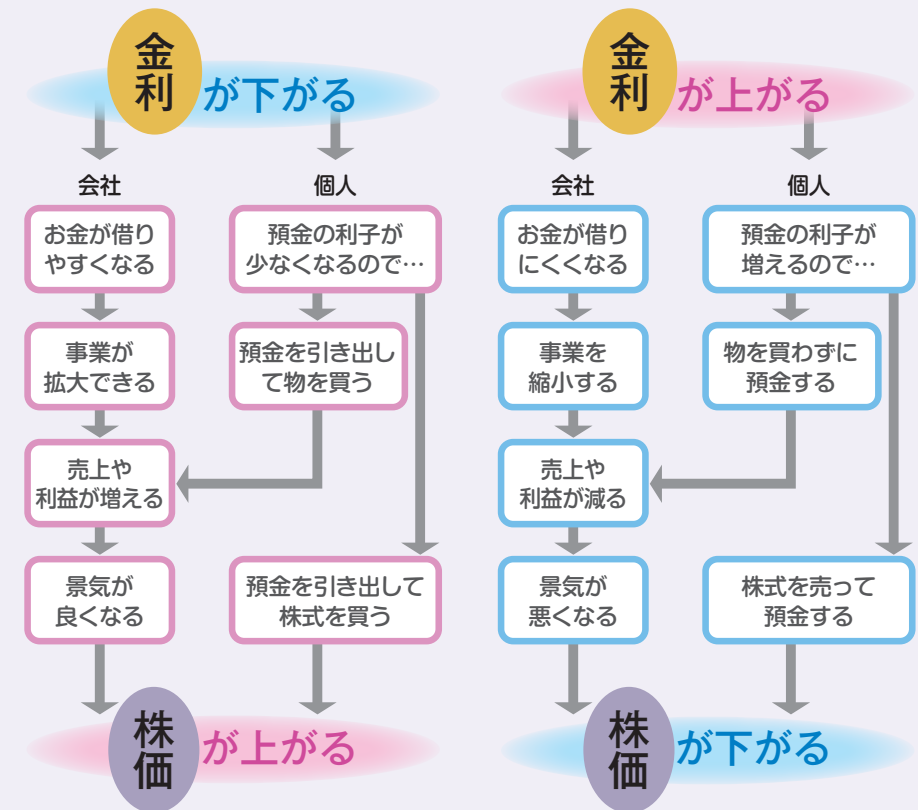 金利が下がる
会社
お金が借り
やすくなる
事業が
拡大できる
売上や
利益が増える
景気が
良くなる
個人
預金の利子が
少なくなるので…
預金を引き出し
て物を買う
預金を引き出して
株式を買う
株価が上がる
金利が上がる
会社
お金が借り
にくくなる
事業を
縮小する
売上や
利益が減る
景気が
悪くなる
個人
預金の利子が
増えるので…
物を買わずに
預金する
株式を売って
預金する
株価が下がる